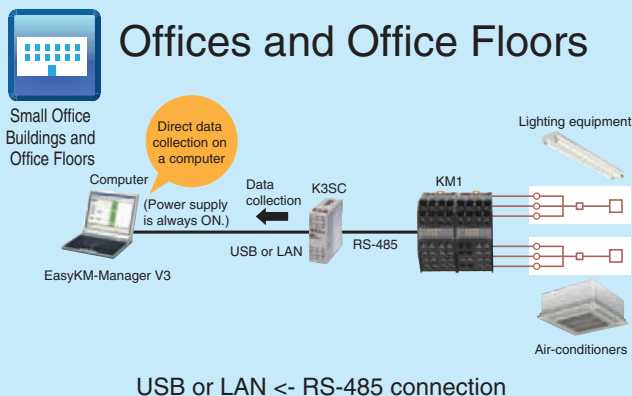 Offices and Office Floors
Small Office
Buildings and
Office Floors
Direct data
collection on
a computer
Lighting equipment
Computer
(Power supply
is always ON.)
Data
collection
K3SC
KM1
USB or LAN
RS-485
EasyKM-Manager V3
Air-conditioners
USB or LAN <- RS-485 connection